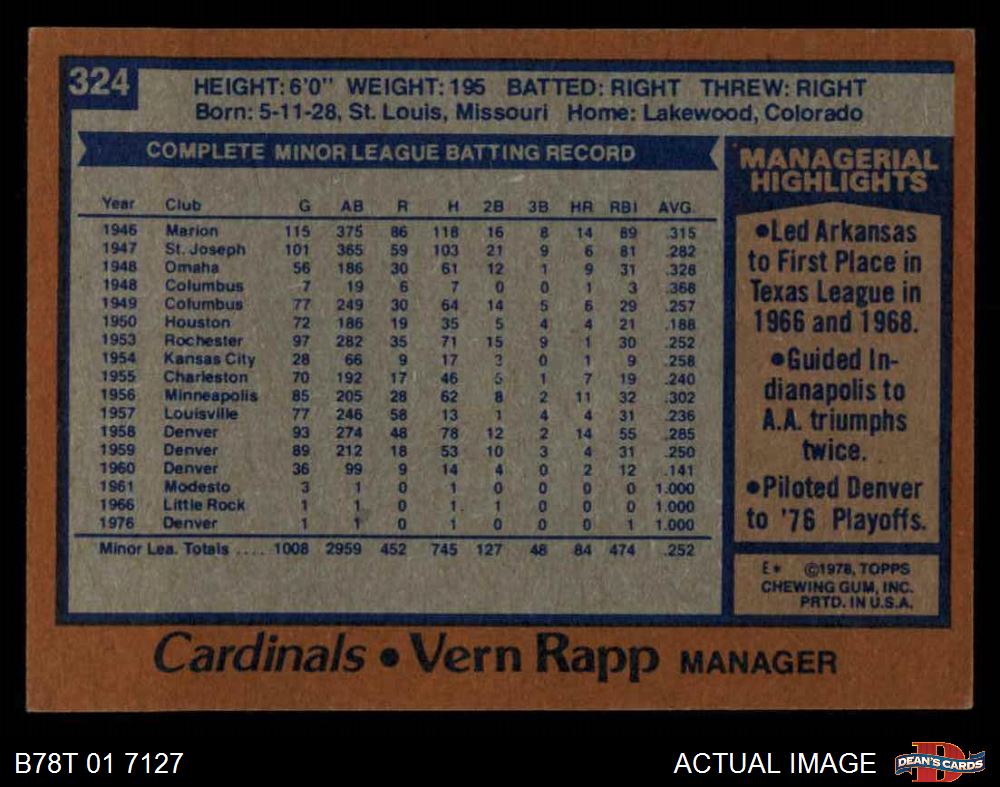 324
HEIGHT: 6'0" WEIGHT: 195 BATTED: RIGHT THREW: RIGHT
Born: 5-11-28, St. Louis, Missouri Home: Lakewood, Colorado
COMPLETE MINOR LEAGUE BATTING RECORD
Year Club G AB R H 2B 3B HR RBI AVG.
1946 Marion 115 375 86 118 16 8 14 89 .315
1947 St. Joseph 101 365 59 103 21 9 6 81 .282
1948 Omaha 56 186 30 61 12 1 9 31 .328
1948 Columbus 7 19 6 7 0 0 1 3 .368
1949 Columbus 77 249 30 64 14 5 6 29 .257
1950 Houston 72 186 19 35 5 4 4 21 .188
1953 Rochester 97 282 35 71 15 9 1 30 .252
1954 Kansas City 28 66 9 17 3 0 1 9 .258
1955 Charleston 70 192 17 46 5 1 7 19 .240
1956 Minneapolis 85 205 28 62 8 2 11 32 .302
1957 Louisville 77 246 58 13 1 4 4 31 .236
1958 Denver 93 274 48 78 12 2 14 55 .285
1959 Denver 89 212 18 53 10 3 4 31 .250
1960 Denver 36 99 9 14 4 0 2 12 .141
1961 Modesto 3 1 0 1 0 0 0 0 1.000
1966 Little Rock 1 1 0 1 1 0 0 0 1.000
1976 Denver 1 1 0 1 0 0 0 1 1.000
Minor Lea. Totals .... 1008 2959 452 745 127 48 84 474 .252
MANAGERIAL
HIGHLIGHTS
●Led Arkansas
to First Place in
Texas League in
1966 and 1968.
●Guided In-
dianapolis to
A.A. triumphs
twice.
●Piloted Denver
to '76 Playoffs.
E* ©1978, TOPPS
CHEWING GUM, INC.
PRTD. IN U.S.A.
Cardinals ● Vern Rapp MANAGER
B78T 01 7127
ACTUAL IMAGE
D
DEAN'S CARDS